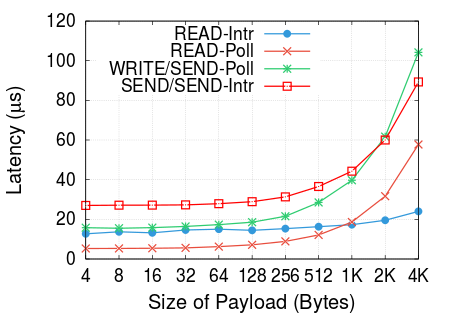 120
100
80
60
40
20
0
Latency (µs)
READ-Intr
READ-Poll
WRITE/SEND-Poll
SEND/SEND-Intr
4 8 16 32 64 128 256 512 1K 2K 4K
Size of Payload (Bytes)